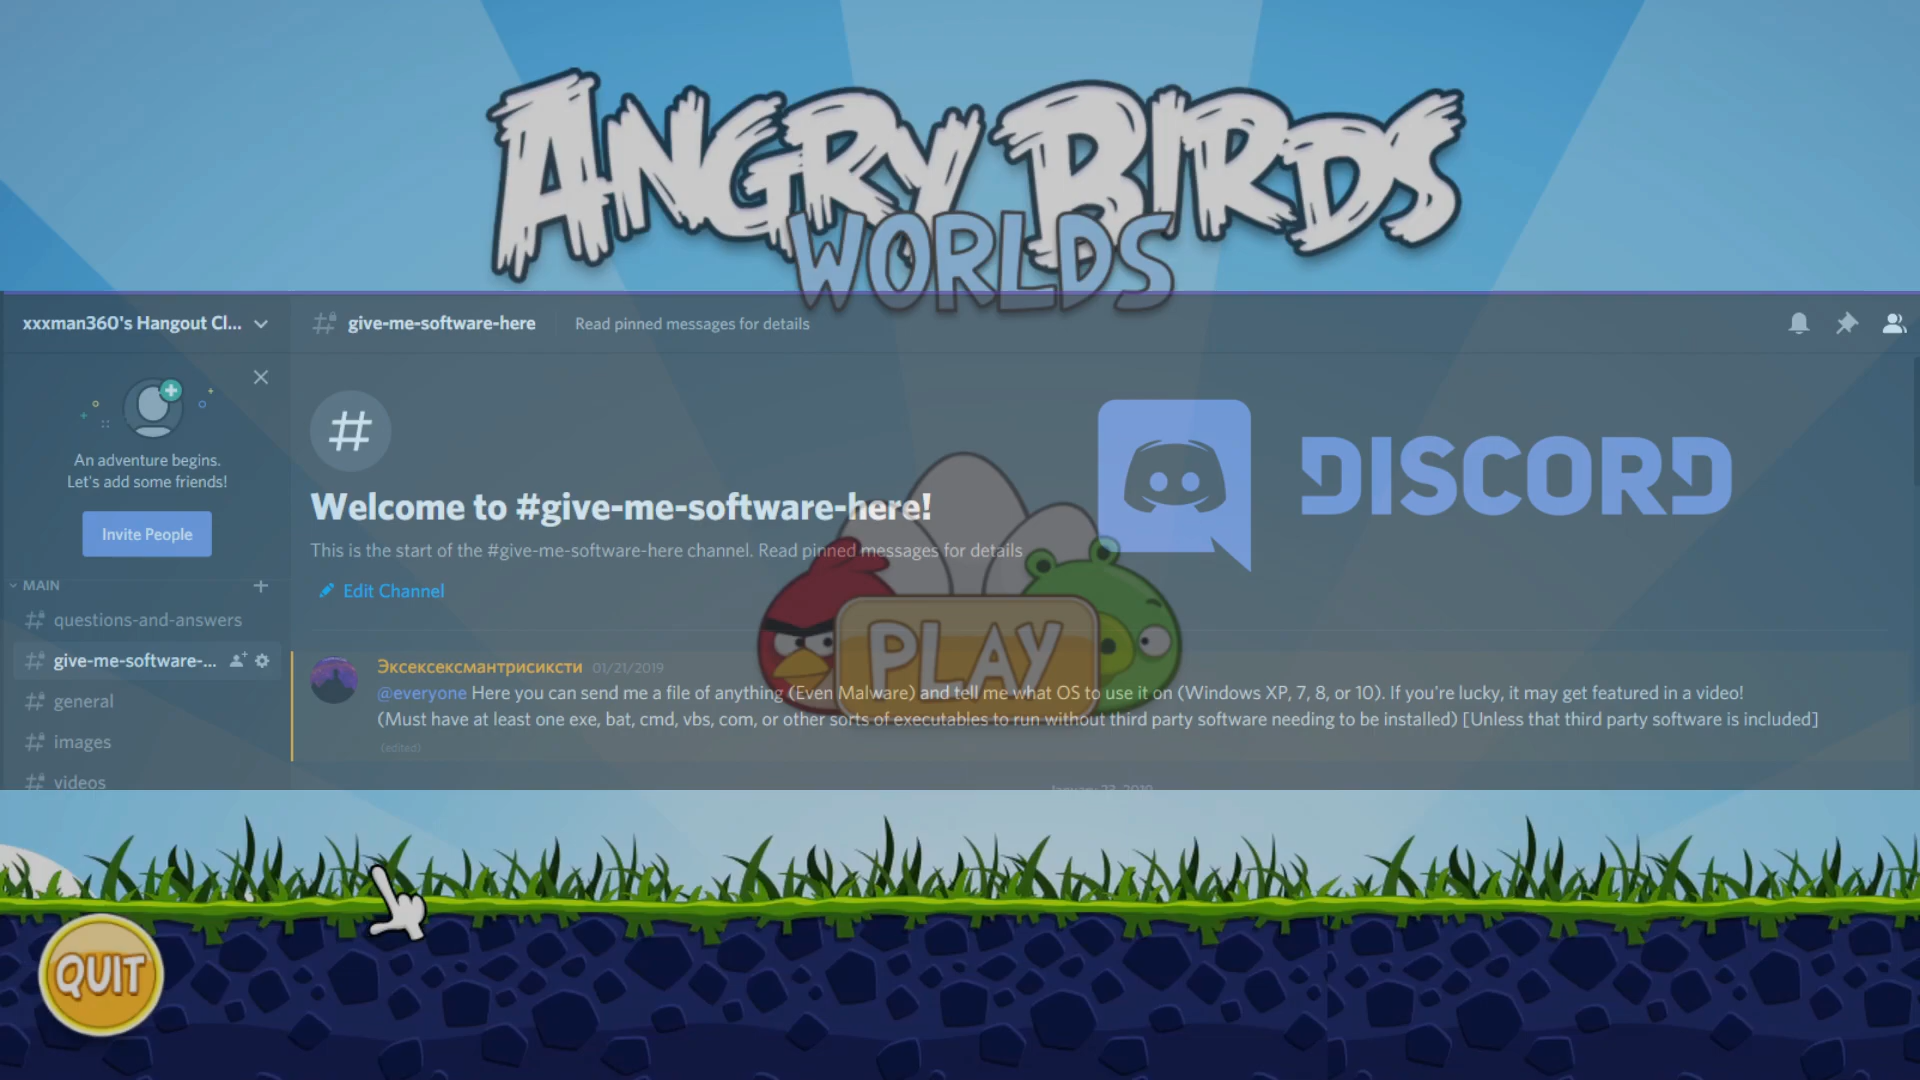 ANGRY BIRDS
WORLDS
xxxman360's Hangout Cl...
give-me-software-here
Read pinned messages for details
An adventure begins.
Let's add some friends!
Invite People
MAIN
questions-and-answers
give-me-software-...
general
images
videos
#
Welcome to #give-me-software-here!
This is the start of the #give-me-software-here channel. Read pinned messages for details
Edit Channel
DISCORD
PLAY
Эксексексмантрисиксти 01/21/2019
@everyone Here you can send me a file of anything (Even Malware) and tell me what OS to use it on (Windows XP, 7, 8, or 10). If you're lucky, it may get featured in a video!
(Must have at least one exe, bat, cmd, vbs, com, or other sorts of executables to run without third party software needing to be installed) [Unless that third party software is included]
(edited)
January 23, 2019
QUIT